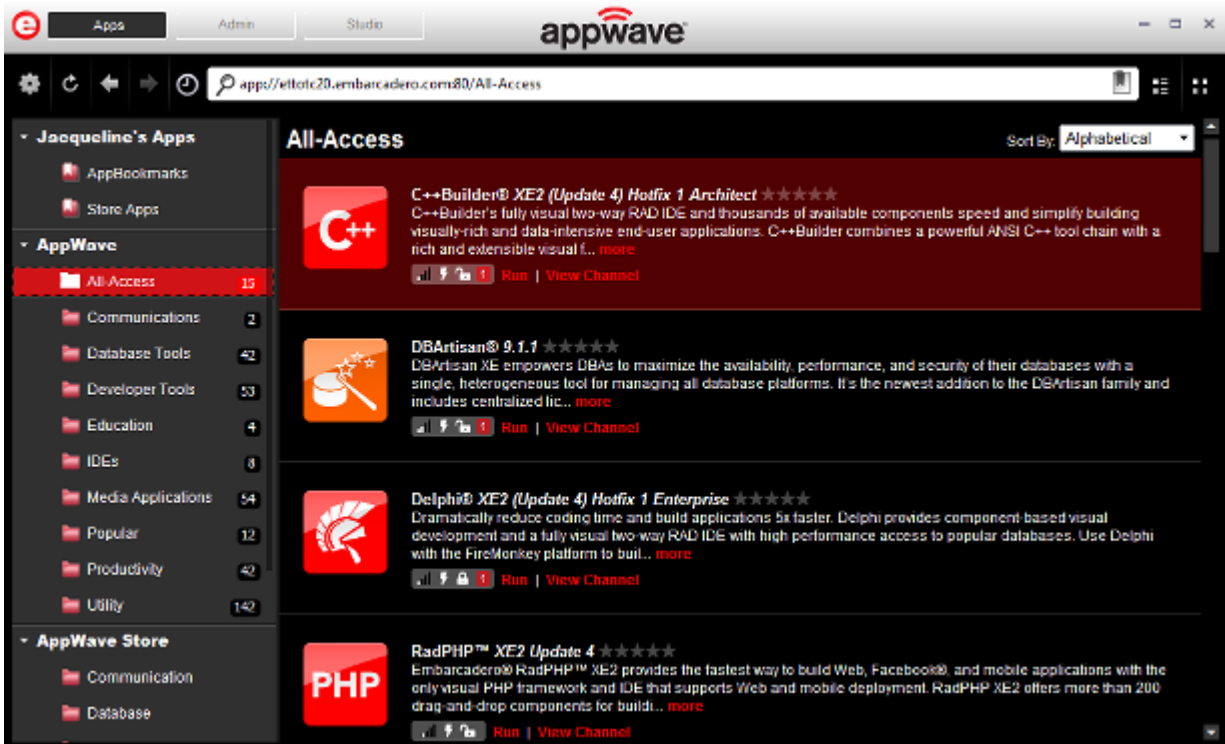 Apps
Admin
Studio
appwave
app://ettotc20.embarcadero.com:80/All-Access
Jacqueline's Apps
AppBookmarks
Store Apps
AppWave
All-Access 15
Communications 2
Database Tools 42
Developer Tools 53
Education 4
IDEs 8
Media Applications 54
Popular 12
Productivity 42
Utility 142
AppWave Store
Communication
Database
All-Access
Sort By: Alphabetical
C++
C++Builder® XE2 (Update 4) Hotfix 1 Architect
C++Builder's fully visual two-way RAD IDE and thousands of available components speed and simplify building
visually-rich and data-intensive end-user applications. C++Builder combines a powerful ANSI C++ tool chain with a
rich and extensible visual f... more
1 Run | View Channel
DBArtisan® 9.1.1
DBArtisan XE empowers DBAs to maximize the availability, performance, and security of their databases with a
single, heterogeneous tool for managing all database platforms. It's the newest addition to the DBArtisan family and
includes centralized lic... more
1 Run | View Channel
Delphi® XE2 (Update 4) Hotfix 1 Enterprise
Dramatically reduce coding time and build applications 5x faster. Delphi provides component-based visual
development and a fully visual two-way RAD IDE with high performance access to popular databases. Use Delphi
with the FireMonkey platform to buil... more
1 Run | View Channel
PHP
RadPHP™ XE2 Update 4
Embarcadero® RadPHP™ XE2 provides the fastest way to build Web, Facebook®, and mobile applications with the
only visual PHP framework and IDE that supports Web and mobile deployment. RadPHP XE2 offers more than 200
drag-and-drop components for buildi... more
Run | View Channel